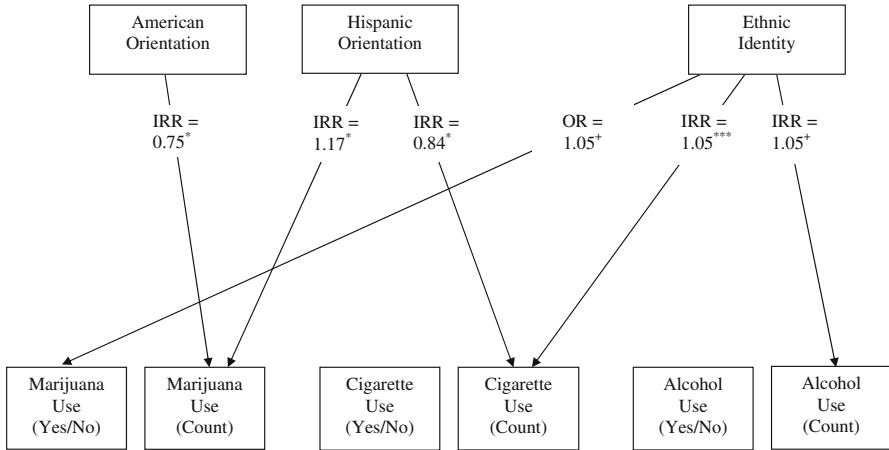 American
Orientation
Hispanic
Orientation
Ethnic
Identity
IRR =
0.75*
IRR =
1.17*
IRR =
0.84*
OR =
1.05+
IRR =
1.05***
IRR =
1.05+
Marijuana
Use
(Yes/No)
Marijuana
Use
(Count)
Cigarette
Use
(Yes/No)
Cigarette
Use
(Count)
Alcohol
Use
(Yes/No)
Alcohol
Use
(Count)